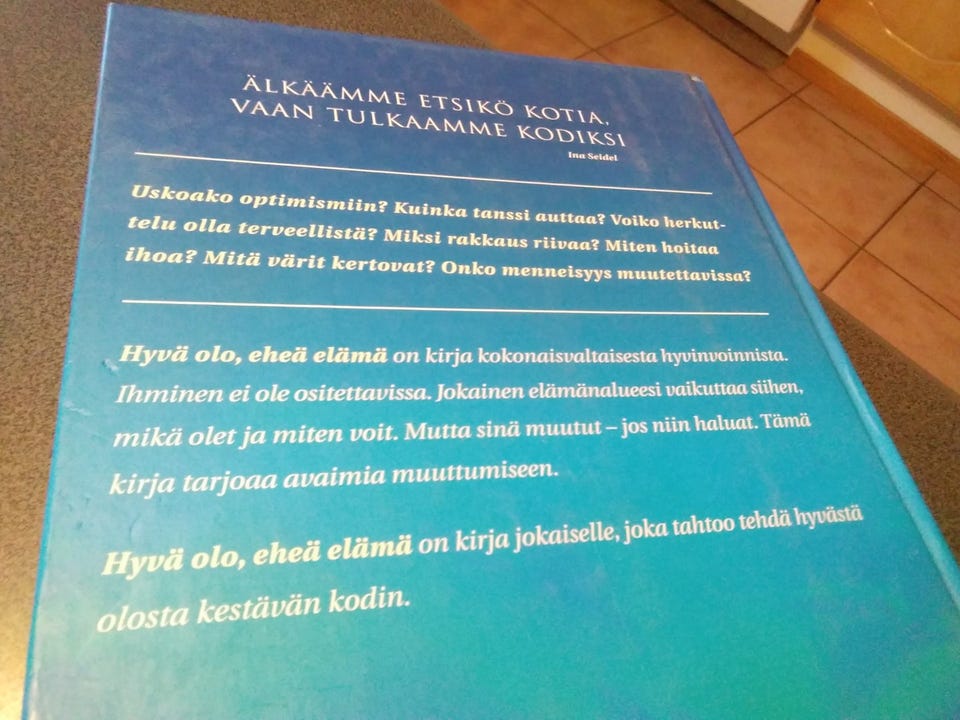 ÄLKÄÄMME ETSIKÖ KOTIA,
VAAN TULKAAMME KODIKSI
Ina Seidel
Uskoako optimismiin? Kuinka tanssi auttaa? Voiko herkut-
telu olla terveellistä? Miksi rakkaus riivaa? Miten hoitaa
ihoa? Mitä värit kertovat? Onko menneisyys muutettavissa?
Hyvä olo, eheä elämä on kirja kokonaisvaltaisesta hyvinvoinnista.
Ihminen ei ole ositettavissa. Jokainen elämänalueesi vaikuttaa siihen,
mikä olet ja miten voit. Mutta sinä muutut – jos niin haluat. Tämä
kirja tarjoaa avaimia muuttumiseen.
Hyvä olo, eheä elämä on kirja jokaiselle, joka tahtoo tehdä hyvästä
olosta kestävän kodin.